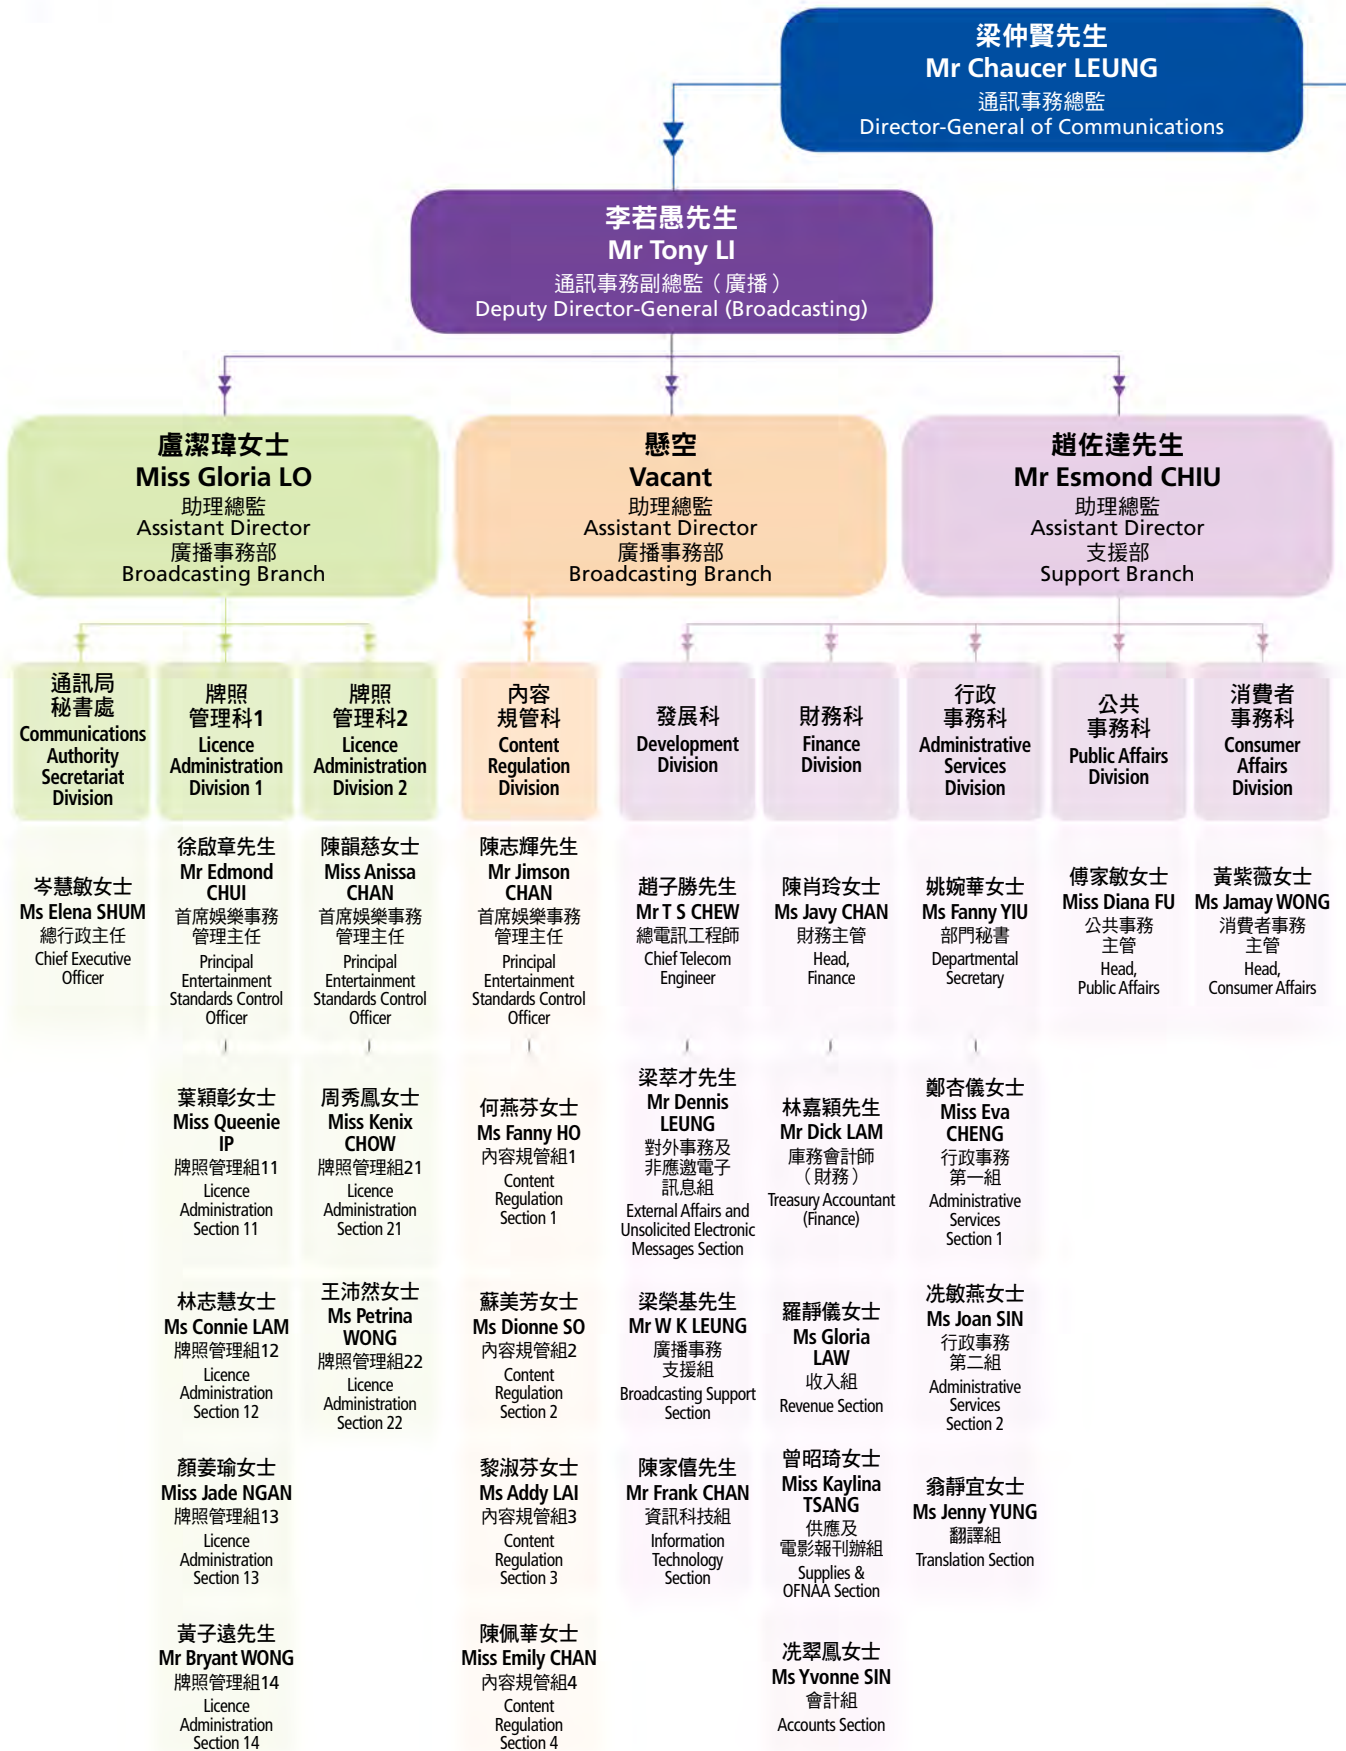 梁仲賢先生
Mr Chaucer LEUNG
通訊事務總監
Director-General of Communications
李若愚先生
Mr Tony LI
通訊事務副總監（廣播）
Deputy Director-General (Broadcasting)
盧潔瑋女士
Miss Gloria LO
助理總監
Assistant Director
廣播事務部
Broadcasting Branch
懸空
Vacant
助理總監
Assistant Director
廣播事務部
Broadcasting Branch
趙佐達先生
Mr Esmond CHIU
助理總監
Assistant Director
支援部
Support Branch
通訊局
秘書處
Communications
Authority
Secretariat
Division
岑慧敏女士
Ms Elena SHUM
總行政主任
Chief Executive
Officer
牌照
管理科1
Licence
Administration
Division 1
徐啟章先生
Mr Edmond
CHUI
首席娛樂事務
管理主任
Principal
Entertainment
Standards Control
Officer
葉穎彰女士
Miss Queenie
IP
牌照管理組11
Licence
Administration
Section 11
林志慧女士
Ms Connie LAM
牌照管理組12
Licence
Administration
Section 12
顏姜瑜女士
Miss Jade NGAN
牌照管理組13
Licence
Administration
Section 13
黃子遠先生
Mr Bryant WONG
牌照管理組14
Licence
Administration
Section 14
牌照
管理科2
Licence
Administration
Division 2
陳韻慈女士
Miss Anissa
CHAN
首席娛樂事務
管理主任
Principal
Entertainment
Standards Control
Officer
周秀鳳女士
Miss Kenix
CHOW
牌照管理組21
Licence
Administration
Section 21
王沛然女士
Ms Petrina
WONG
牌照管理組22
Licence
Administration
Section 22
內容
規管科
Content
Regulation
Division
陳志輝先生
Mr Jimson
CHAN
首席娛樂事務
管理主任
Principal
Entertainment
Standards Control
Officer
何燕芬女士
Ms Fanny HO
內容規管組1
Content
Regulation
Section 1
蘇美芳女士
Ms Dionne SO
內容規管組2
Content
Regulation
Section 2
黎淑芬女士
Ms Addy LAI
內容規管組3
Content
Regulation
Section 3
陳佩華女士
Miss Emily CHAN
內容規管組4
Content
Regulation
Section 4
發展科
Development
Division
趙子勝先生
Mr T S CHEW
總電訊工程師
Chief Telecom
Engineer
梁萃才先生
Mr Dennis
LEUNG
對外事務及
非應邀電子
訊息組
External Affairs and
Unsolicited Electronic
Messages Section
梁榮基先生
Mr W K LEUNG
廣播事務
支援組
Broadcasting Support
Section
陳家僖先生
Mr Frank CHAN
資訊科技組
Information
Technology
Section
財務科
Finance
Division
陳肖玲女士
Ms Javy CHAN
財務主管
Head,
Finance
林嘉穎先生
Mr Dick LAM
庫務會計師
（財務）
Treasury Accountant
(Finance)
羅靜儀女士
Ms Gloria
LAW
收入組
Revenue Section
曾昭琦女士
Miss Kaylina
TSANG
供應及
電影報刊辦組
Supplies &
OFNAA Section
冼翠鳳女士
Ms Yvonne SIN
會計組
Accounts Section
行政
事務科
Administrative
Services
Division
姚婉華女士
Ms Fanny YIU
部門秘書
Departmental
Secretary
鄭杏儀女士
Miss Eva
CHENG
行政事務
第一組
Administrative
Services
Section 1
冼敏燕女士
Ms Joan SIN
行政事務
第二組
Administrative
Services
Section 2
翁靜宜女士
Ms Jenny YUNG
翻譯組
Translation Section
公共
事務科
Public Affairs
Division
傅家敏女士
Miss Diana FU
公共事務
主管
Head,
Public Affairs
消費者
事務科
Consumer
Affairs
Division
黃紫薇女士
Ms Jamay WONG
消費者事務
主管
Head,
Consumer Affairs